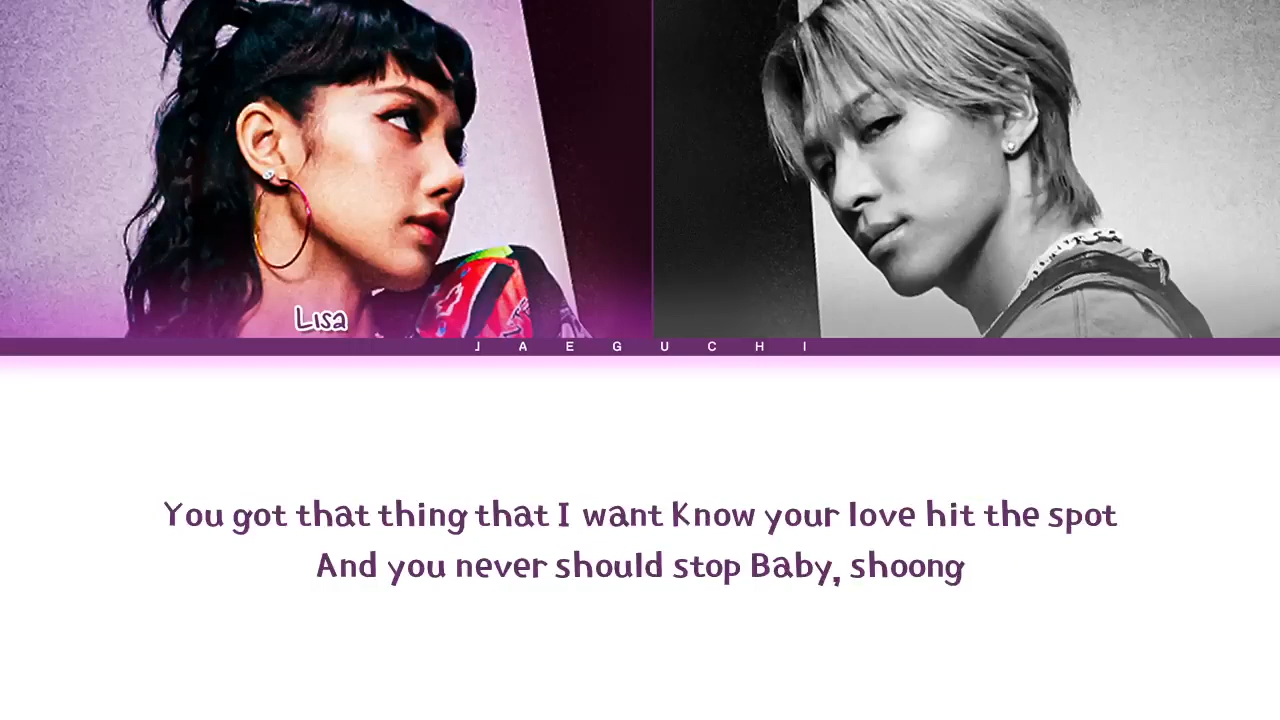 Lisa
JAEGUCHI
You got that thing that I want Know your love hit the spot
And you never should stop Baby, shoong